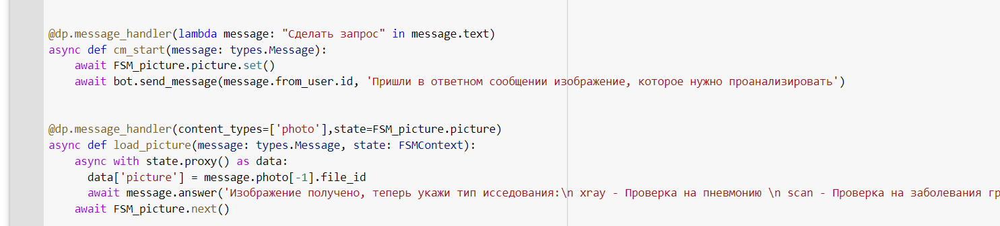 @dp.message_handler(lambda message: "Сделать запрос" in message.text)
async def cm_start(message: types.Message):
    await FSM_picture.picture.set()
    await bot.send_message(message.from_user.id, 'Пришли в ответном сообщении изображение, которое нужно проанализировать')
@dp.message_handler(content_types=['photo'],state=FSM_picture.picture)
async def load_picture(message: types.Message, state: FSMContext):
    async with state.proxy() as data:
      data['picture'] = message.photo[-1].file_id
      await message.answer('Изображение получено, теперь укажи тип исседования:\n xray - Проверка на пневмонию \n scan - Проверка на заболевания гр
    await FSM_picture.next()